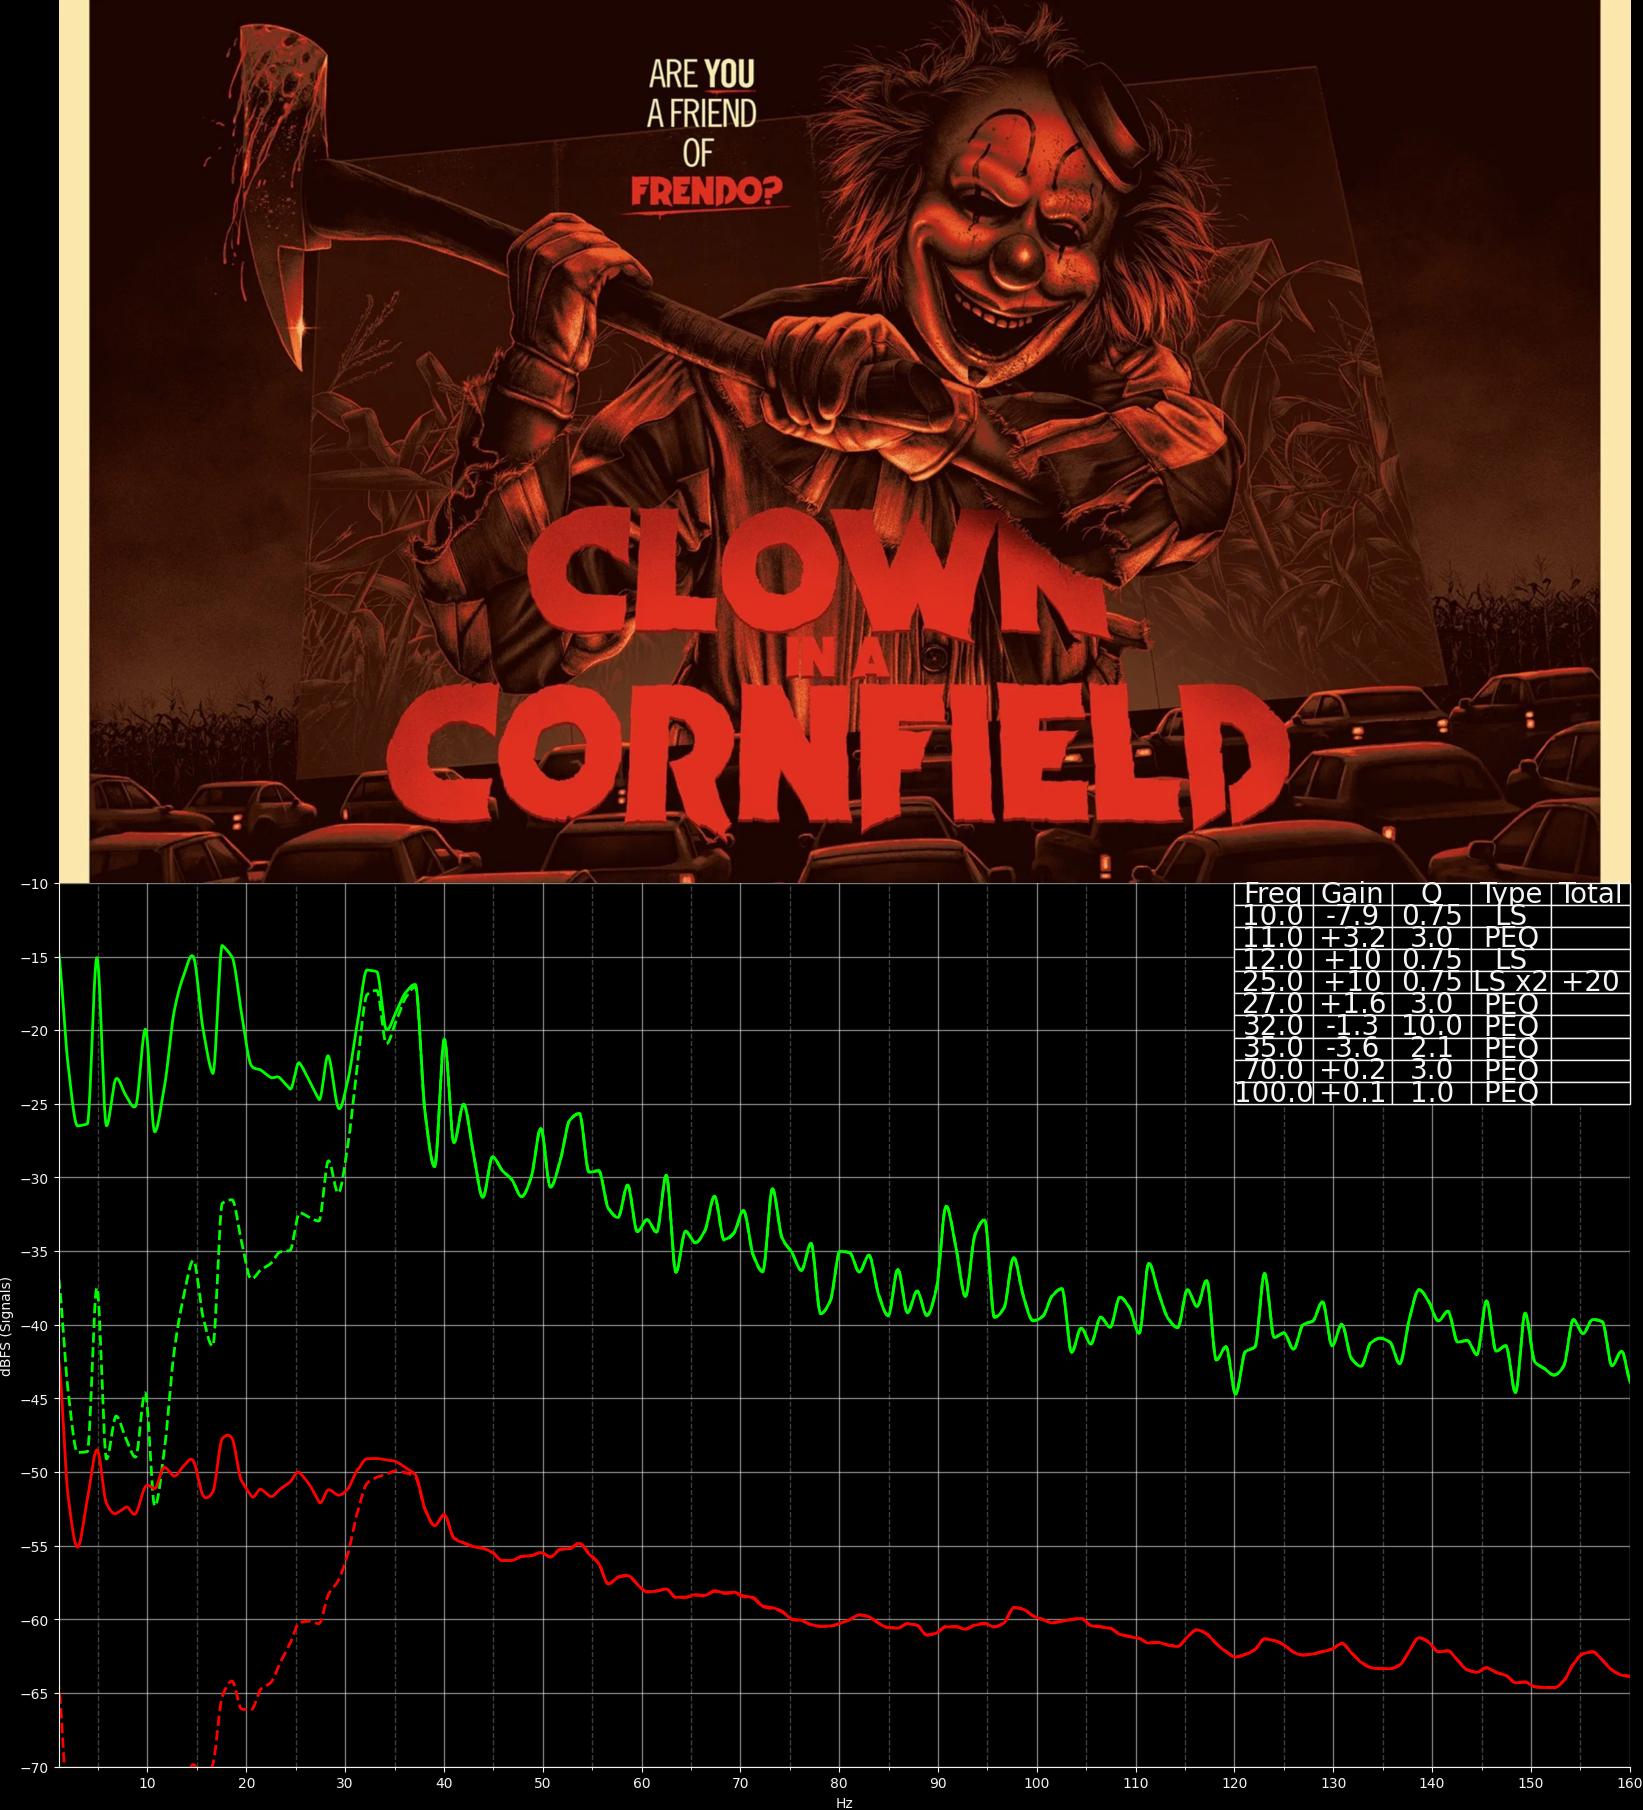 ARE YOU
A FRIEND
OF
FRENDO?
CLOWN
IN A
CORNFIELD
Freq Gain Q Type Total
10.0 -7.9 0.75 LS
11.0 +3.2 3.0 PEQ
12.0 +10 0.75 LS
25.0 +10 0.75 LS x2 +20
27.0 +1.6 3.0 PEQ
32.0 -1.3 10.0 PEQ
35.0 -3.6 2.1 PEQ
70.0 +0.2 3.0 PEQ
100.0 +0.1 1.0 PEQ
−10
−15
−20
−25
−30
−35
−40
−45
−50
−55
−60
−65
−70
dBFS (Signals)
10 20 30 40 50 60 70 80 90 100 110 120 130 140 150 160
Hz